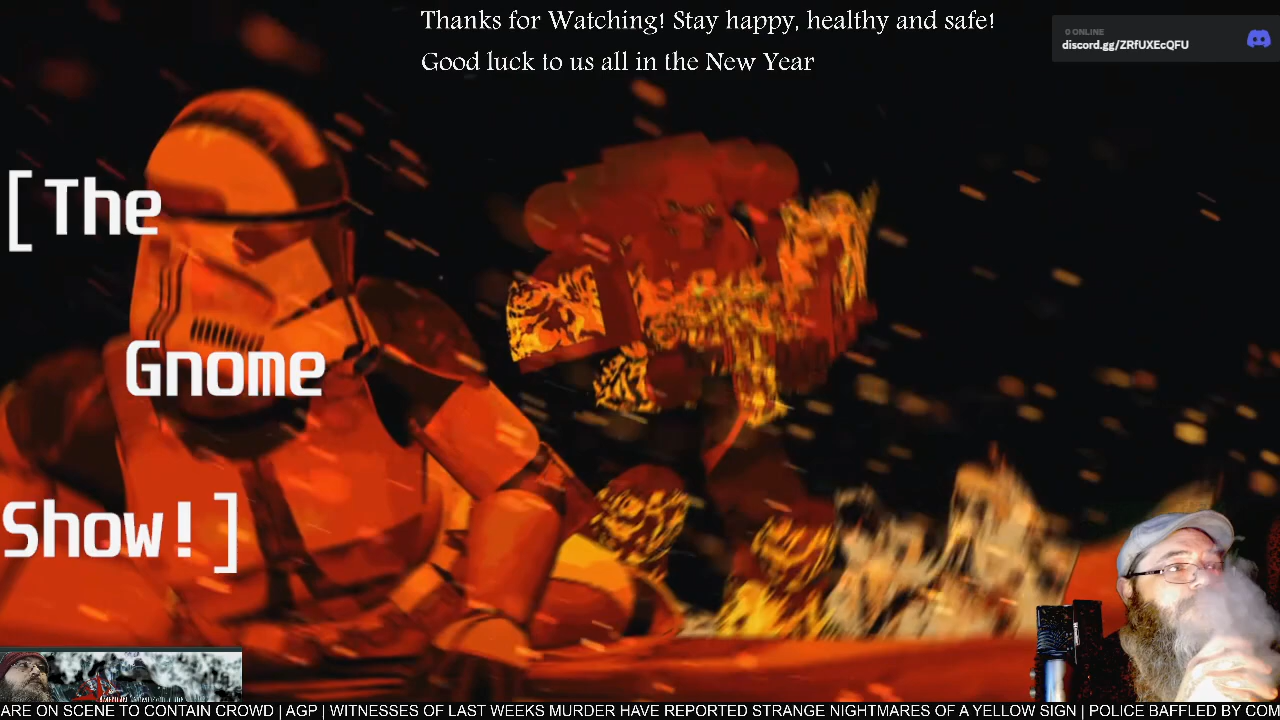 Thanks for Watching! Stay happy, healthy and safe!
Good luck to us all in the New Year
0 ONLINE
discord.gg/ZRfUXEcQFU
[The
Gnome
Show!]
ARE ON SCENE TO CONTAIN CROWD | AGP | WITNESSES OF LAST WEEKS MURDER HAVE REPORTED STRANGE NIGHTMARES OF A YELLOW SIGN | POLICE BAFFLED BY COM